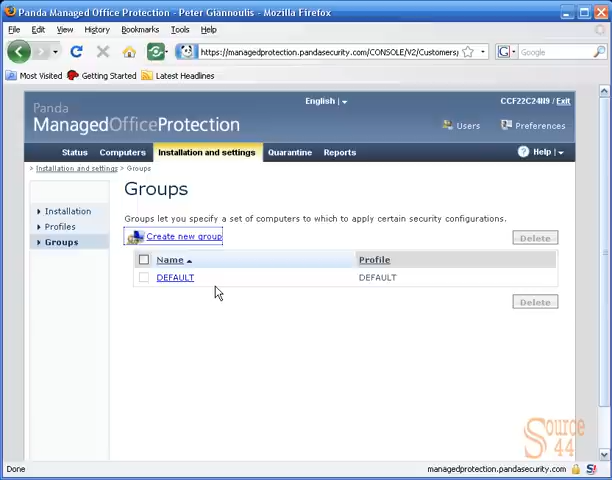 Panda Managed Office Protection - Peter Giannoulis - Mozilla Firefox
File Edit View History Bookmarks Tools Help
https://managedprotection.pandasecurity.com/CONSOLE/V2/Customers/ Google
Most Visited Getting Started Latest Headlines
Panda
ManagedOfficeProtection
English
CCF22C24N9 / Exit
Users Preferences
Status Computers Installation and settings Quarantine Reports Help
Installation and settings > Groups
Installation
Profiles
Groups
Groups
Groups let you specify a set of computers to which to apply certain security configurations.
Create new group
Delete
Name Profile
DEFAULT DEFAULT
Delete
Source
44
Done managedprotection.pandasecurity.com